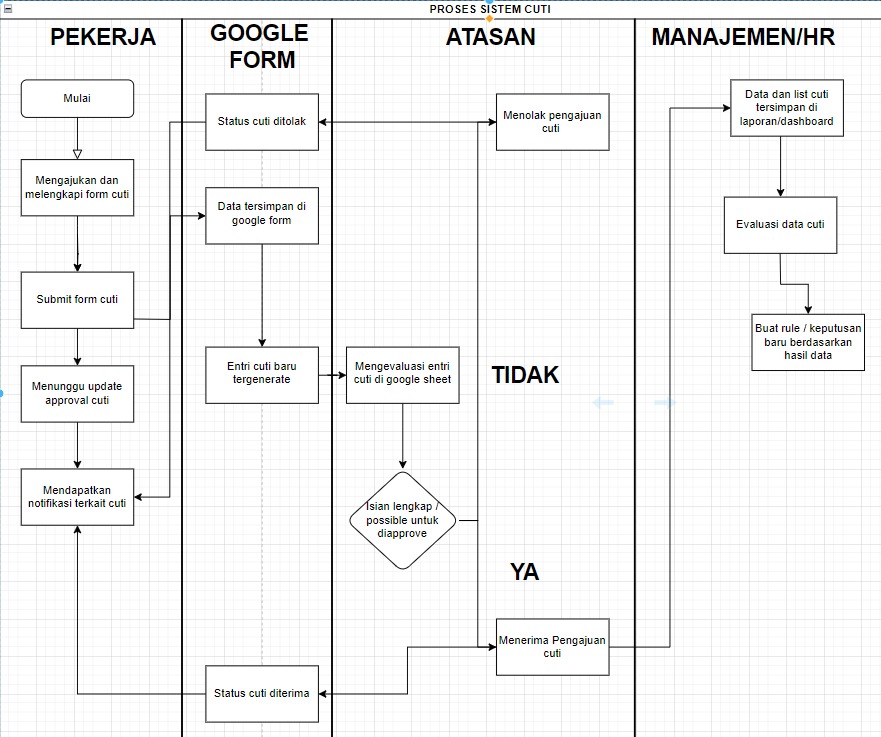 PROSES SISTEM CUTI
PEKERJA
GOOGLE
FORM
ATASAN
MANAJEMEN/HR
Mulai
Mengajukan dan
melengkapi form cuti
Submit form cuti
Menunggu update
approval cuti
Mendapatkan
notifikasi terkait cuti
Status cuti ditolak
Data tersimpan di
google form
Entri cuti baru
tergenerate
Status cuti diterima
Menolak pengajuan
cuti
Mengevaluasi entri
cuti di google sheet
TIDAK
Isian lengkap /
possible untuk
diapprove
YA
Menerima Pengajuan
cuti
Data dan list cuti
tersimpan di
laporan/dashboard
Evaluasi data cuti
Buat rule / keputusan
baru berdasarkan
hasil data